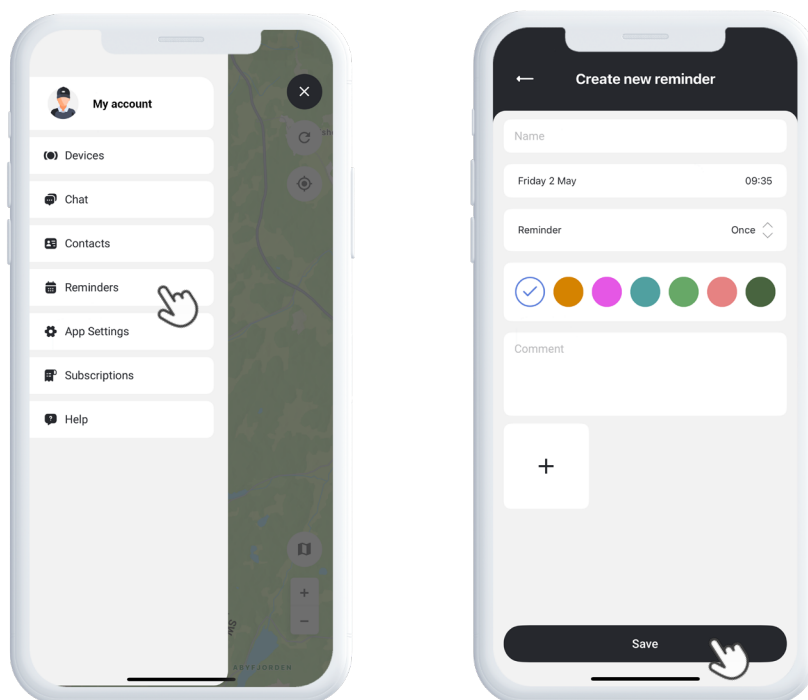 My account
Devices
Chat
Contacts
Reminders
App Settings
Subscriptions
Help
ABYFJORDEN
Create new reminder
Name
Friday 2 May 09:35
Reminder Once
Comment
Save